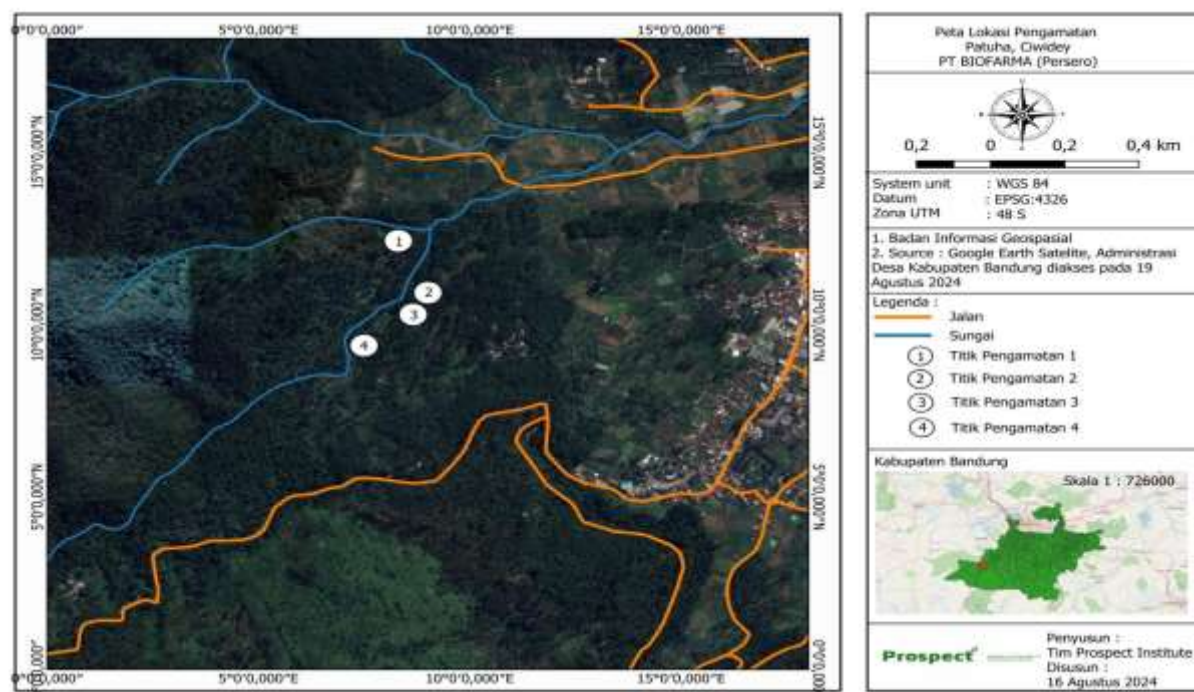 0°0'0,000"
5°0'0,000"E
10°0'0,000"E
15°0'0,000"E
15°0'0,000"N
10°0'0,000"N
5°0'0,000"N
0°0'0,000"
15°0'0,000"N
10°0'0,000"N
5°0'0,000"N
0°0'0,000"
1
2
3
4
0°0'0,000"
5°0'0,000"E
10°0'0,000"E
15°0'0,000"E
Peta Lokasi Pengamatan
Patuha, Ciwidey
PT BIOFARMA (Persero)
0,2 0 0,2 0,4 km
System unit : WGS 84
Datum : EPSG:4326
Zona UTM : 48 S
1. Badan Informasi Geospasial
2. Source : Google Earth Satelite, Administrasi
Desa Kabupaten Bandung diakses pada 19
Agustus 2024
Legenda :
Jalan
Sungai
1 Titik Pengamatan 1
2 Titik Pengamatan 2
3 Titik Pengamatan 3
4 Titik Pengamatan 4
Kabupaten Bandung
Skala 1 : 726000
Prospect
Penyusun :
Tim Prospect Institute
Disusun :
16 Agustus 2024